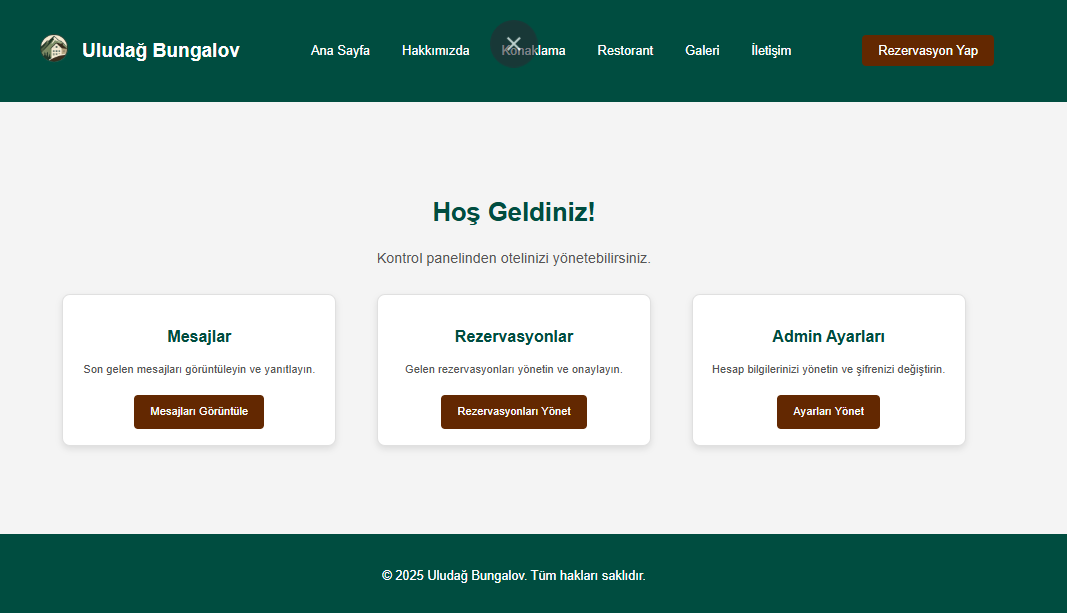 Uludağ Bungalov
Ana Sayfa
Hakkımızda
Konaklama
Restorant
Galeri
İletişim
Rezervasyon Yap
Hoş Geldiniz!
Kontrol panelinden otelinizi yönetebilirsiniz.
Mesajlar
Son gelen mesajları görüntüleyin ve yanıtlayın.
Mesajları Görüntüle
Rezervasyonlar
Gelen rezervasyonları yönetin ve onaylayın.
Rezervasyonları Yönet
Admin Ayarları
Hesap bilgilerinizi yönetin ve şifrenizi değiştirin.
Ayarları Yönet
© 2025 Uludağ Bungalov. Tüm hakları saklıdır.